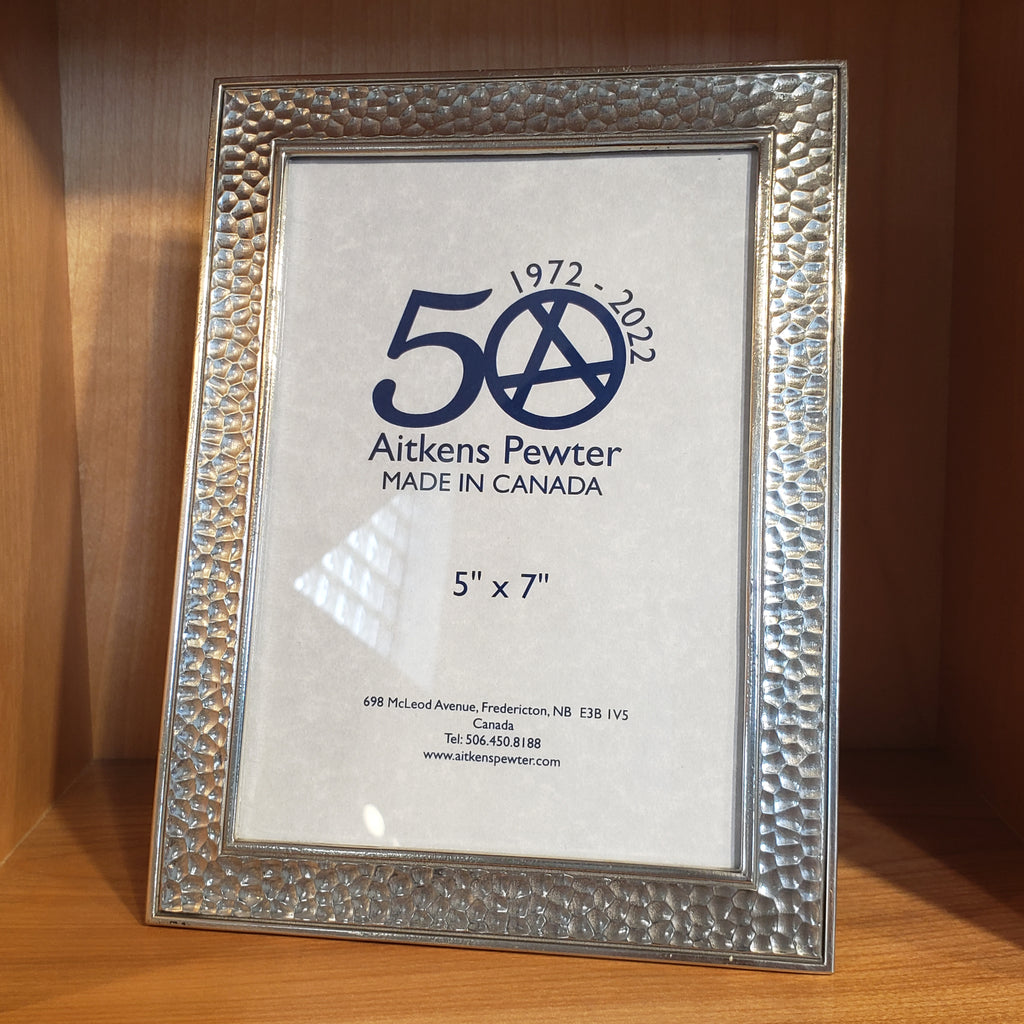 50 1972 - 2022
Aitkens Pewter
MADE IN CANADA
5" x 7"
698 McLeod Avenue, Fredericton, NB E3B 1V5
Canada
Tel: 506.450.8188
www.aitkenspewter.com